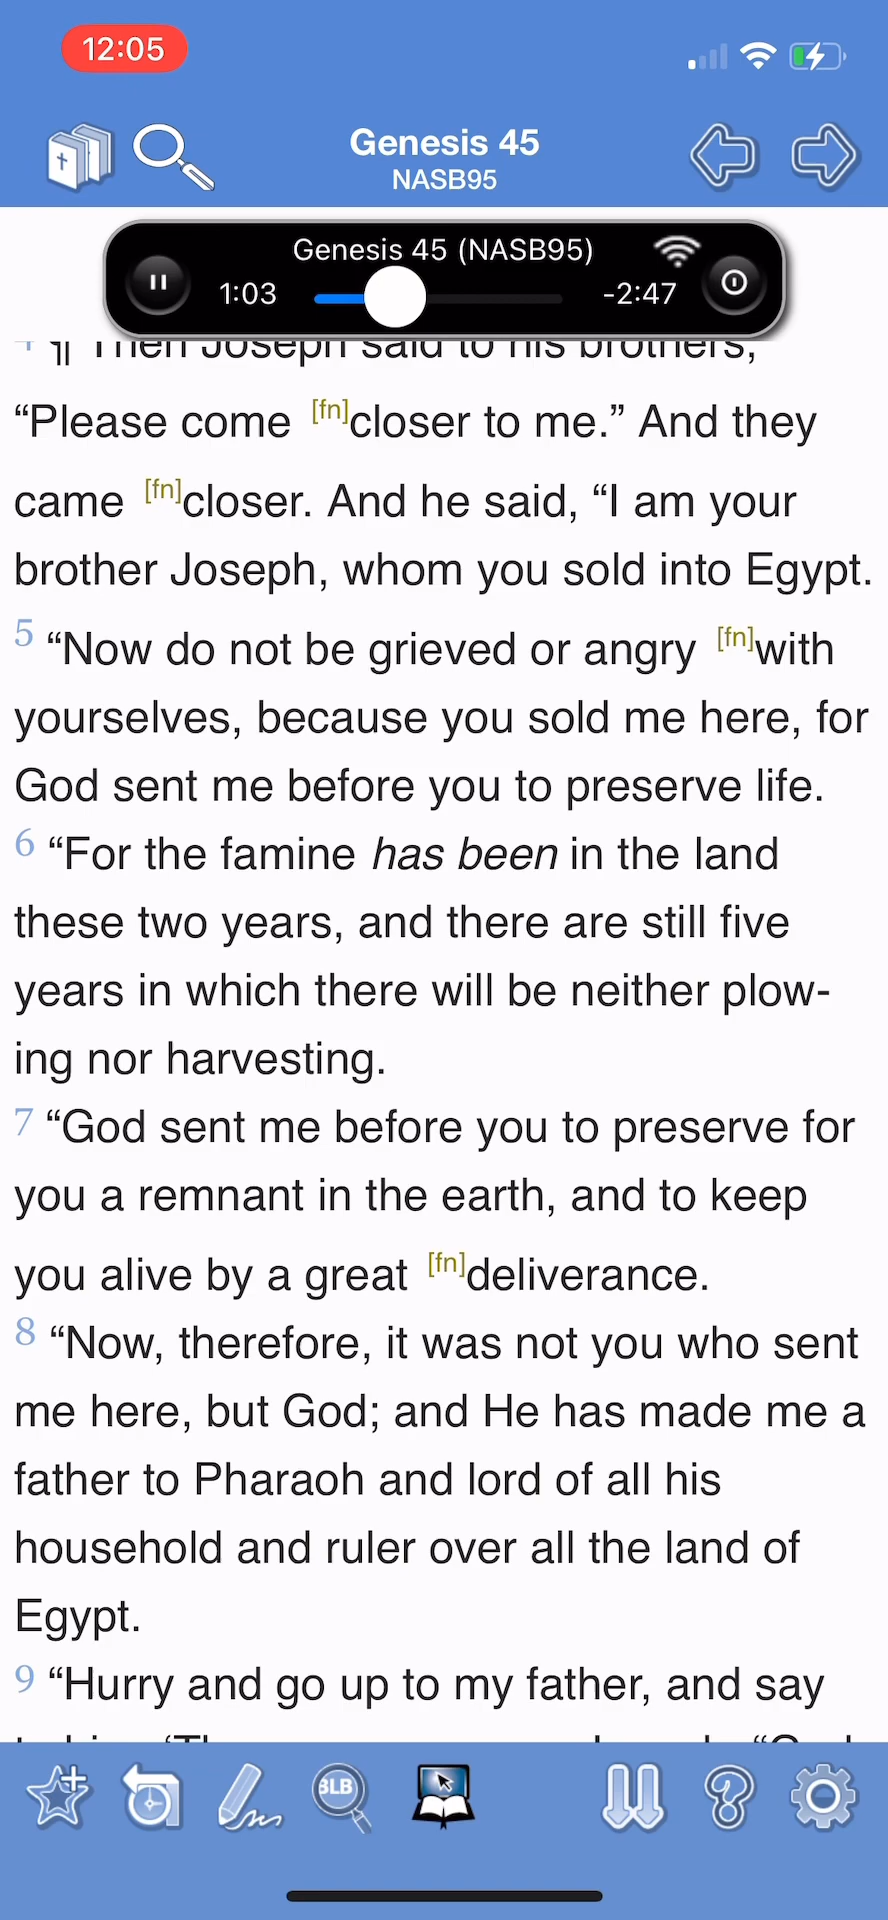 12:05
Genesis 45
NASB95
Genesis 45 (NASB95)
1:03
-2:47
4 ¶ Then Joseph said to his brothers,
“Please come [fn]closer to me.” And they
came [fn]closer. And he said, “I am your
brother Joseph, whom you sold into Egypt.
5 “Now do not be grieved or angry [fn]with
yourselves, because you sold me here, for
God sent me before you to preserve life.
6 “For the famine has been in the land
these two years, and there are still five
years in which there will be neither plow-
ing nor harvesting.
7 “God sent me before you to preserve for
you a remnant in the earth, and to keep
you alive by a great [fn]deliverance.
8 “Now, therefore, it was not you who sent
me here, but God; and He has made me a
father to Pharaoh and lord of all his
household and ruler over all the land of
Egypt.
9 “Hurry and go up to my father, and say
BLB